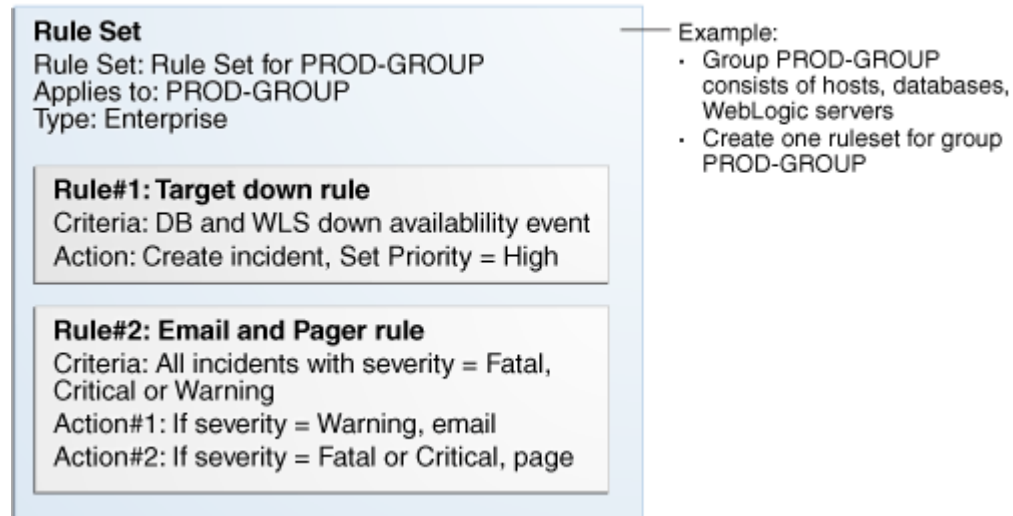 Rule Set
Rule Set: Rule Set for PROD-GROUP
Applies to: PROD-GROUP
Type: Enterprise
Rule#1: Target down rule
Criteria: DB and WLS down availablility event
Action: Create incident, Set Priority = High
Rule#2: Email and Pager rule
Criteria: All incidents with severity = Fatal,
Critical or Warning
Action#1: If severity = Warning, email
Action#2: If severity = Fatal or Critical, page
Example:
· Group PROD-GROUP
consists of hosts, databases,
WebLogic servers
· Create one ruleset for group
PROD-GROUP